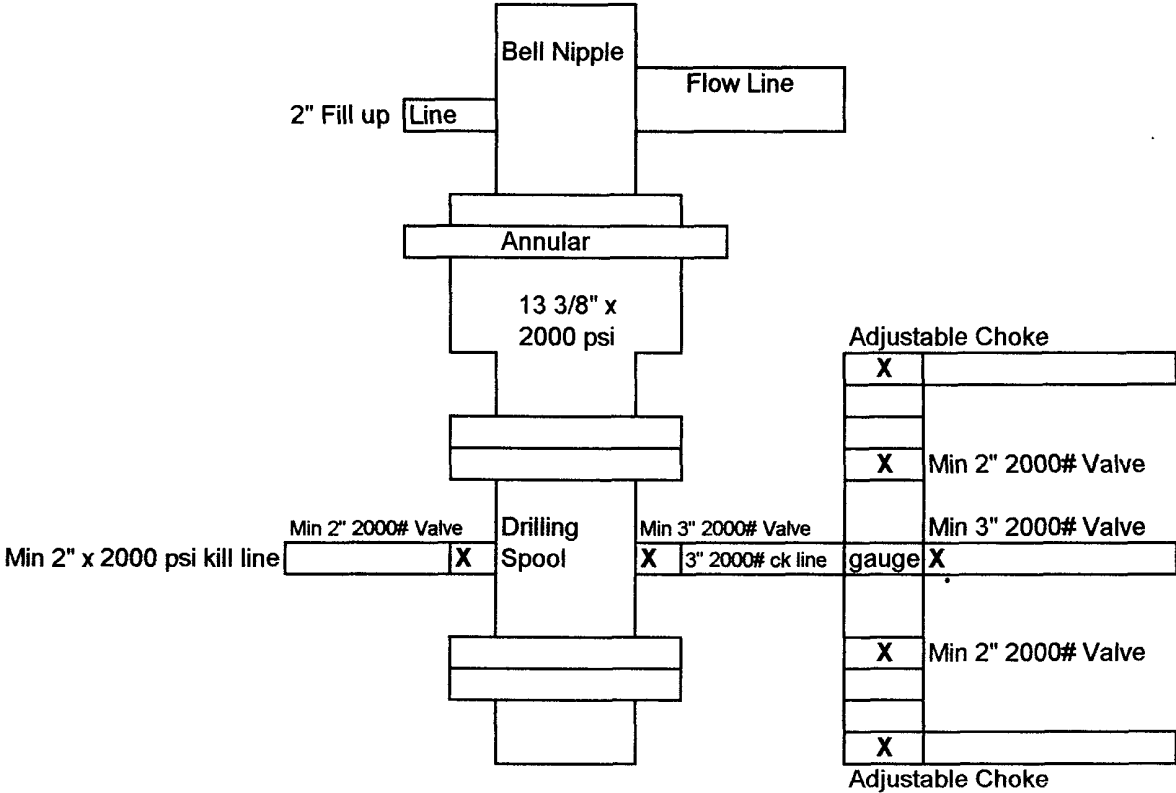 Bell Nipple
Flow Line
2" Fill up Line
Annular
13 3/8" x
2000 psi
Adjustable Choke
X
X Min 2" 2000# Valve
Min 2" 2000# Valve Drilling Min 3" 2000# Valve Min 3" 2000# Valve
Min 2" x 2000 psi kill line X Spool X 3" 2000# ck line gauge X
X Min 2" 2000# Valve
X
Adjustable Choke